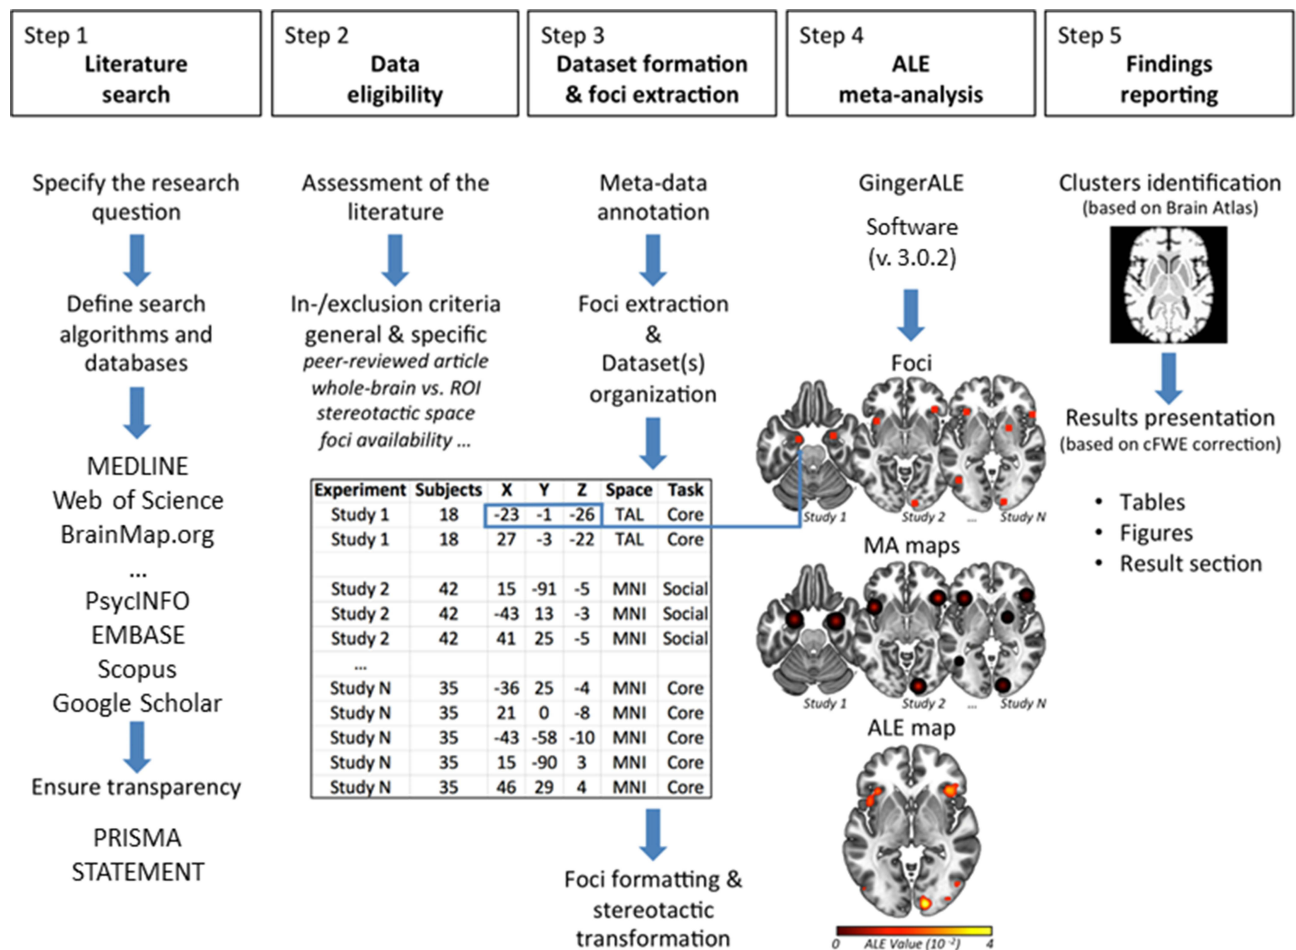 Step 1
Literature
search
Step 2
Data
eligibility
Step 3
Dataset formation
& foci extraction
Step 4
ALE
meta-analysis
Step 5
Findings
reporting
Specify the research
question
Define search
algorithms and
databases
MEDLINE
Web of Science
BrainMap.org
...
PsycINFO
EMBASE
Scopus
Google Scholar
Ensure transparency
PRISMA
STATEMENT
Assessment of the
literature
In-/exclusion criteria
general & specific
peer-reviewed article
whole-brain vs. ROI
stereotactic space
foci availability ...
Meta-data
annotation
Foci extraction
&
Dataset(s)
organization
Experiment Subjects X Y Z Space Task
Study 1 18 -23 -1 -26 TAL Core
Study 1 18 27 -3 -22 TAL Core
Study 2 42 15 -91 -5 MNI Social
Study 2 42 -43 13 -3 MNI Social
Study 2 42 41 25 -5 MNI Social
...
Study N 35 -36 25 -4 MNI Core
Study N 35 21 0 -8 MNI Core
Study N 35 -43 -58 -10 MNI Core
Study N 35 15 -90 3 MNI Core
Study N 35 46 29 4 MNI Core
Foci formatting &
stereotactic
transformation
GingerALE
Software
(v. 3.0.2)
Foci
Study 1 Study 2 ... Study N
MA maps
Study 1 Study 2 ... Study N
ALE map
0 ALE Value (10⁻²) 4
Clusters identification
(based on Brain Atlas)
Results presentation
(based on cFWE correction)
• Tables
• Figures
• Result section